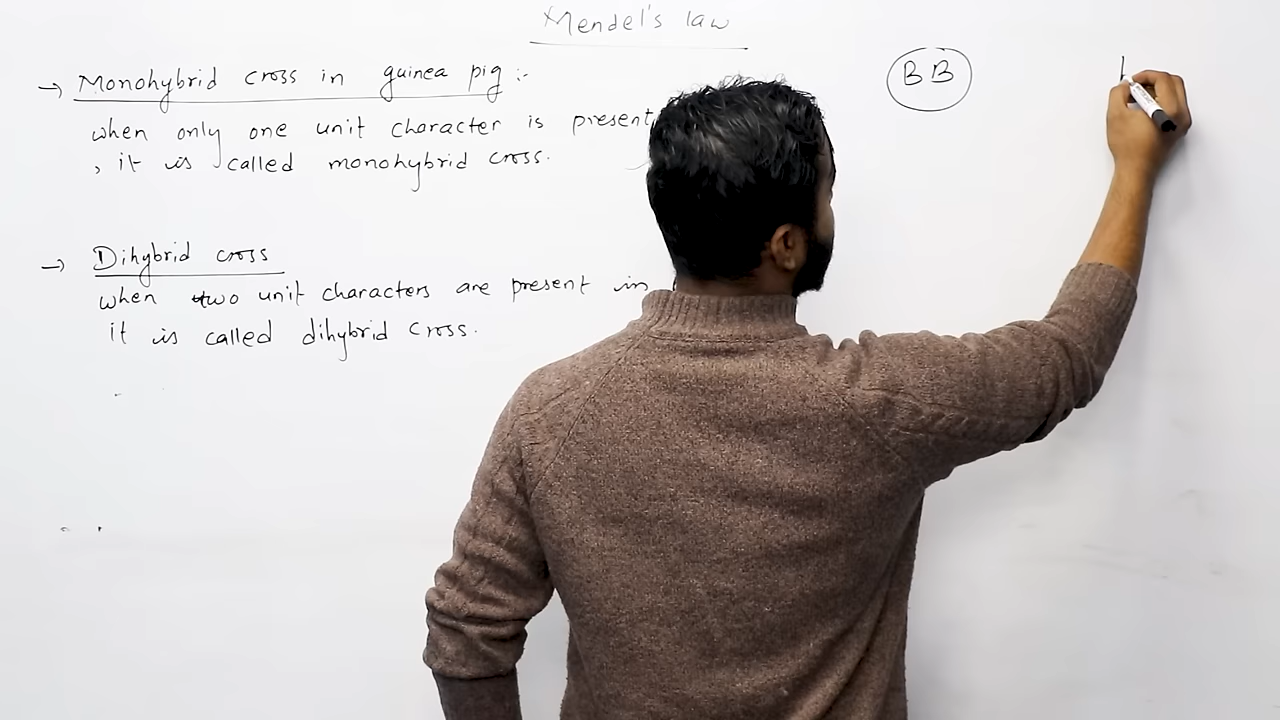 Mendel's law
→ Monohybrid cross in guinea pig :-
when only one unit character is present
, it is called monohybrid cross.
BB
→ Dihybrid cross
when two unit characters are present in
it is called dihybrid cross.